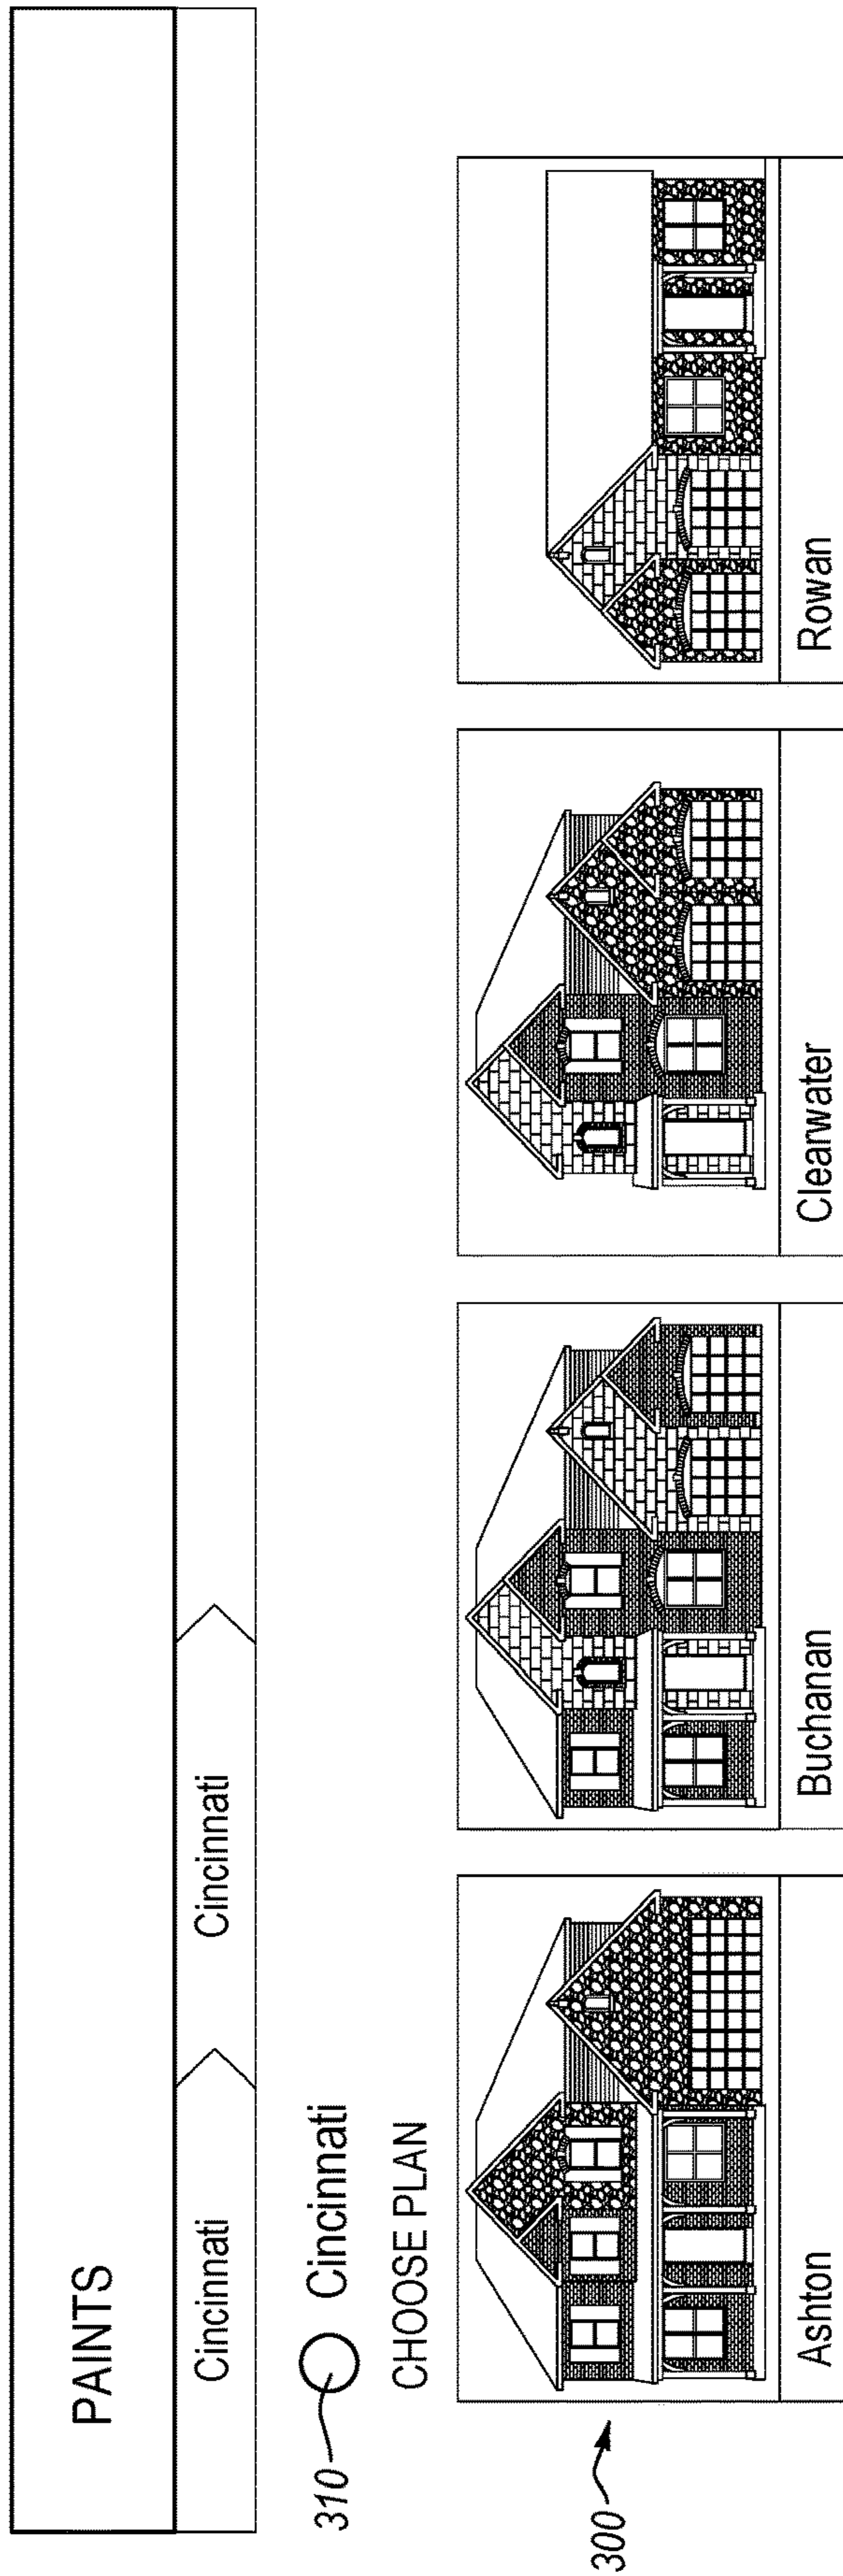 PAINTS
Cincinnati Cincinnati
310 Cincinnati
CHOOSE PLAN
300
Ashton Buchanan Clearwater Rowan